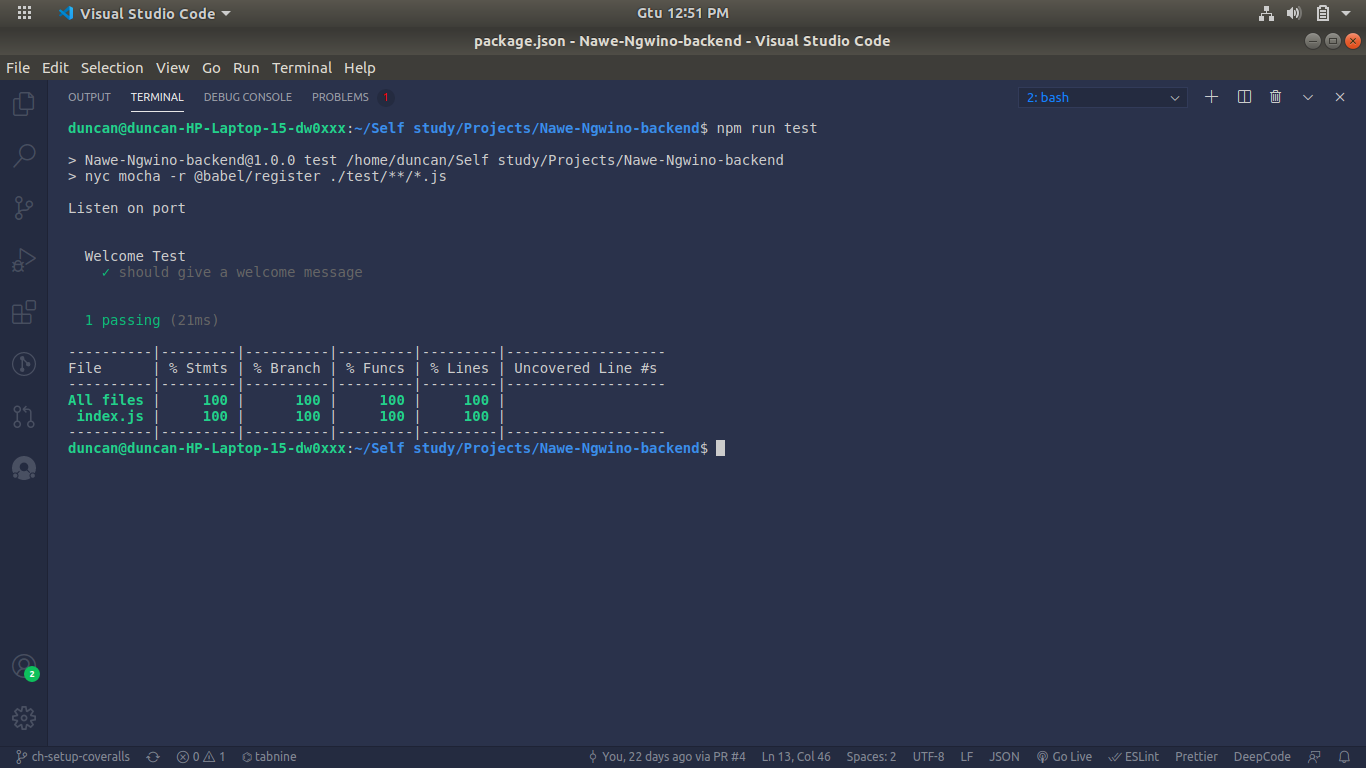 Visual Studio Code
Gtu 12:51 PM
package.json - Nawe-Ngwino-backend - Visual Studio Code
File Edit Selection View Go Run Terminal Help
OUTPUT TERMINAL DEBUG CONSOLE PROBLEMS 1 2: bash
duncan@duncan-HP-Laptop-15-dw0xxx:~/Self study/Projects/Nawe-Ngwino-backend$ npm run test
> Nawe-Ngwino-backend@1.0.0 test /home/duncan/Self study/Projects/Nawe-Ngwino-backend
> nyc mocha -r @babel/register ./test/**/*.js
Listen on port
Welcome Test
✓ should give a welcome message
1 passing (21ms)
----------|---------|----------|---------|---------|-------------------
File      | % Stmts | % Branch | % Funcs | % Lines | Uncovered Line #s
----------|---------|----------|---------|---------|-------------------
All files |     100 |      100 |     100 |     100 |
 index.js |     100 |      100 |     100 |     100 |
----------|---------|----------|---------|---------|-------------------
duncan@duncan-HP-Laptop-15-dw0xxx:~/Self study/Projects/Nawe-Ngwino-backend$
2
ch-setup-coveralls 0 1 tabnine You, 22 days ago via PR #4 Ln 13, Col 46 Spaces: 2 UTF-8 LF JSON Go Live ESLint Prettier DeepCode